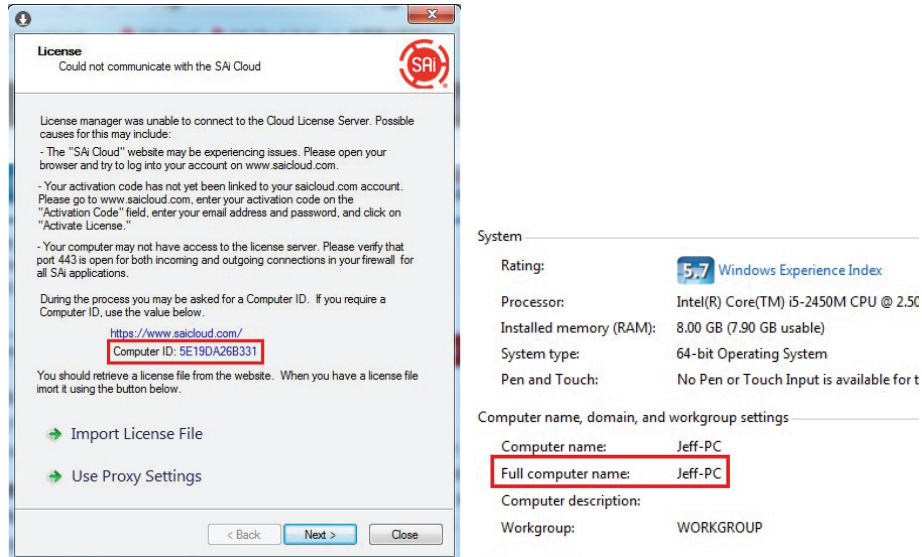 License
Could not communicate with the SAi Cloud
SAi
License manager was unable to connect to the Cloud License Server. Possible
causes for this may include:
- The "SAi Cloud" website may be experiencing issues. Please open your
browser and try to log into your account on www.saicloud.com.
- Your activation code has not yet been linked to your saicloud.com account.
Please go to www.saicloud.com, enter your activation code on the
"Activation Code" field, enter your email address and password, and click on
"Activate License."
- Your computer may not have access to the license server. Please verify that
port 443 is open for both incoming and outgoing connections in your firewall for
all SAi applications.
During the process you may be asked for a Computer ID. If you require a
Computer ID, use the value below.
https://www.saicloud.com/
Computer ID: 5E19DA26B331
You should retrieve a license file from the website. When you have a license file
imort it using the button below.
Import License File
Use Proxy Settings
< Back Next > Close
System
Rating: 5.7 Windows Experience Index
Processor: Intel(R) Core(TM) i5-2450M CPU @ 2.50
Installed memory (RAM): 8.00 GB (7.90 GB usable)
System type: 64-bit Operating System
Pen and Touch: No Pen or Touch Input is available for t
Computer name, domain, and workgroup settings
Computer name: Jeff-PC
Full computer name: Jeff-PC
Computer description:
Workgroup: WORKGROUP